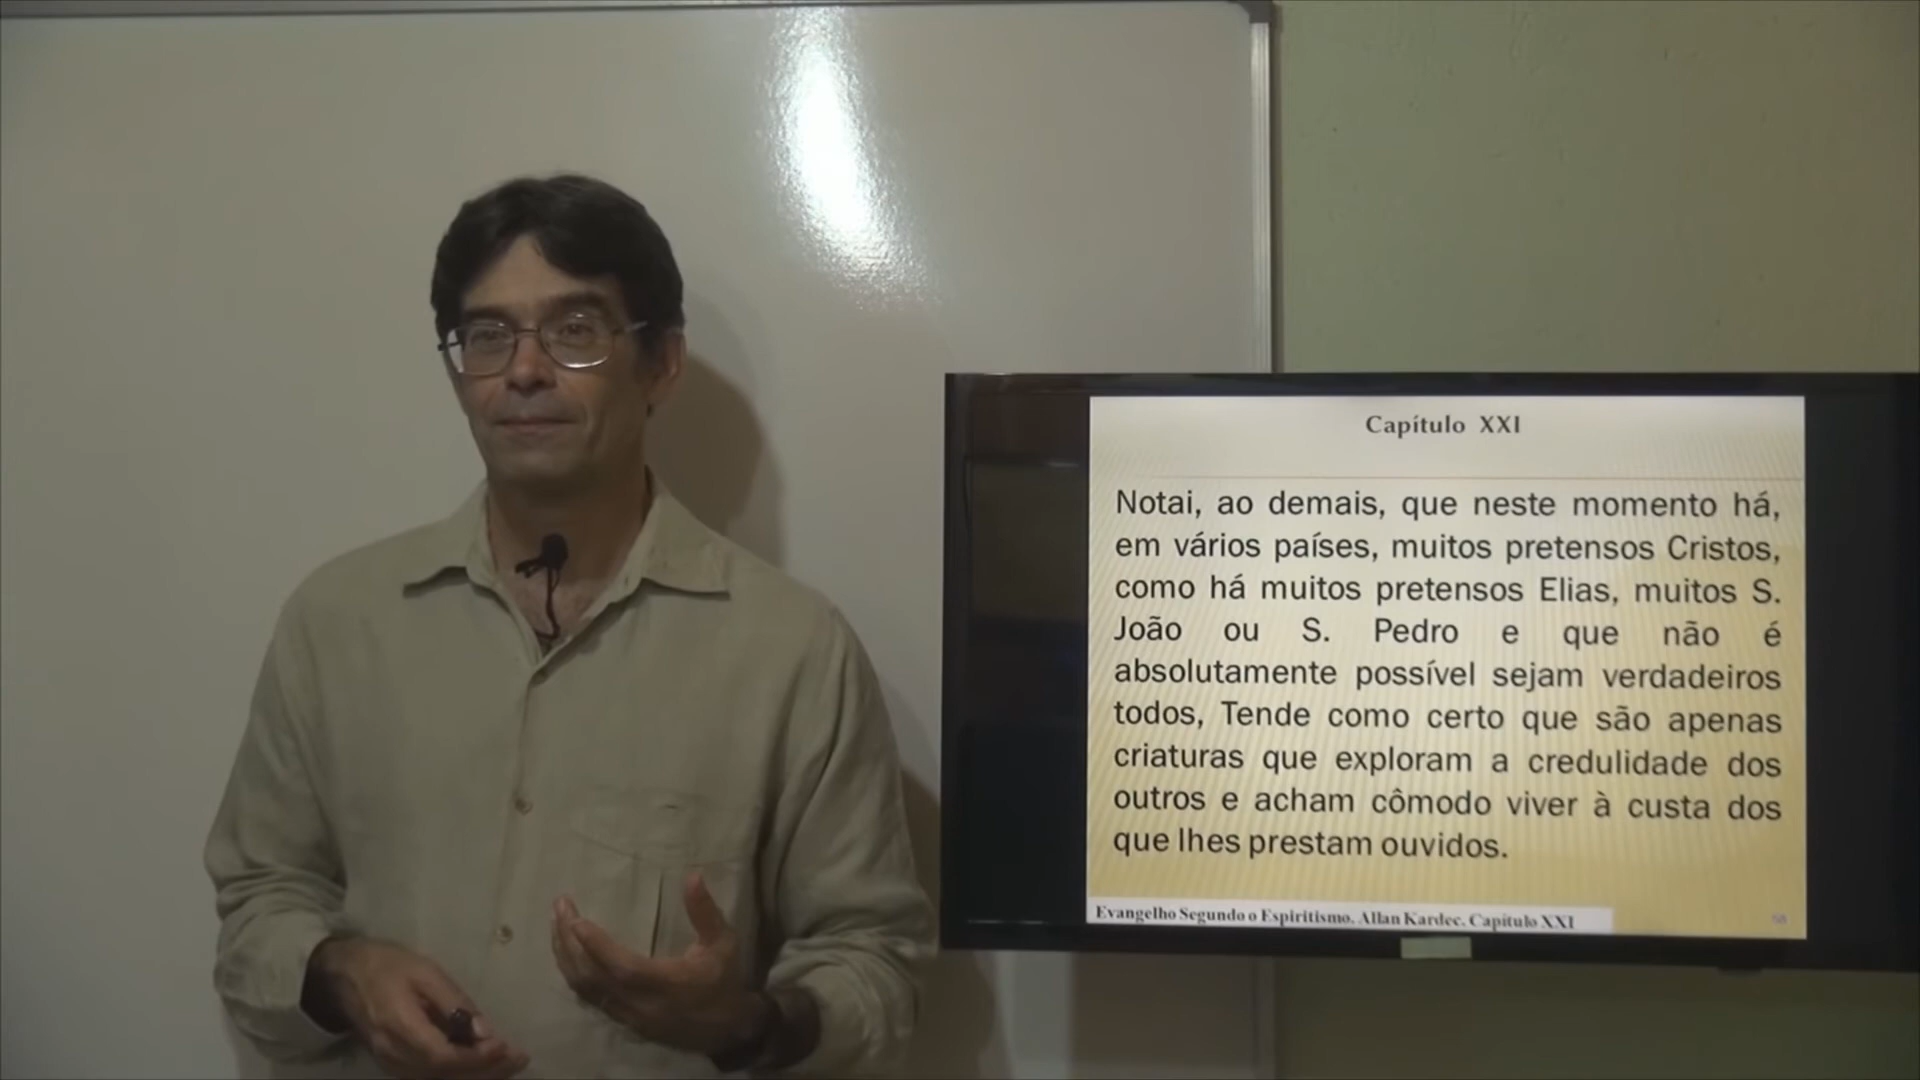 Capítulo XXI
Notai, ao demais, que neste momento há,
em vários países, muitos pretensos Cristos,
como há muitos pretensos Elias, muitos S.
João ou S. Pedro e que não é
absolutamente possível sejam verdadeiros
todos, Tende como certo que são apenas
criaturas que exploram a credulidade dos
outros e acham cômodo viver à custa dos
que lhes prestam ouvidos.
Evangelho Segundo o Espiritismo. Allan Kardec. Capítulo XXI